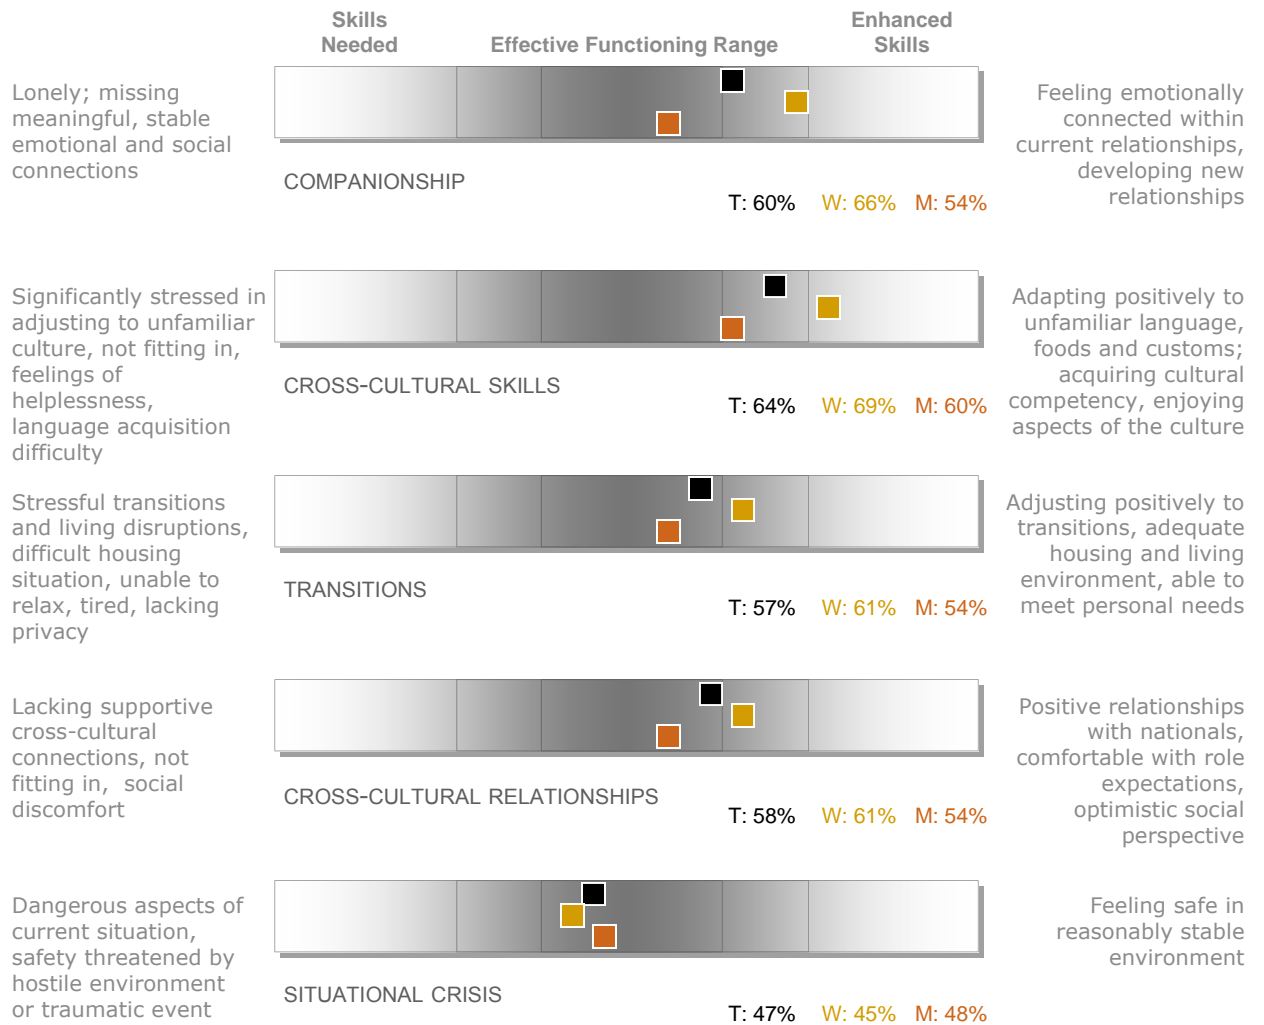 Skills
Needed
Effective Functioning Range
Enhanced
Skills
Lonely; missing
meaningful, stable
emotional and social
connections
COMPANIONSHIP
T: 60% W: 66% M: 54%
Feeling emotionally
connected within
current relationships,
developing new
relationships
Significantly stressed in
adjusting to unfamiliar
culture, not fitting in,
feelings of
helplessness,
language acquisition
difficulty
CROSS-CULTURAL SKILLS
T: 64% W: 69% M: 60%
Adapting positively to
unfamiliar language,
foods and customs;
acquiring cultural
competency, enjoying
aspects of the culture
Stressful transitions
and living disruptions,
difficult housing
situation, unable to
relax, tired, lacking
privacy
TRANSITIONS
T: 57% W: 61% M: 54%
Adjusting positively to
transitions, adequate
housing and living
environment, able to
meet personal needs
Lacking supportive
cross-cultural
connections, not
fitting in, social
discomfort
CROSS-CULTURAL RELATIONSHIPS
T: 58% W: 61% M: 54%
Positive relationships
with nationals,
comfortable with role
expectations,
optimistic social
perspective
Dangerous aspects of
current situation,
safety threatened by
hostile environment
or traumatic event
SITUATIONAL CRISIS
T: 47% W: 45% M: 48%
Feeling safe in
reasonably stable
environment